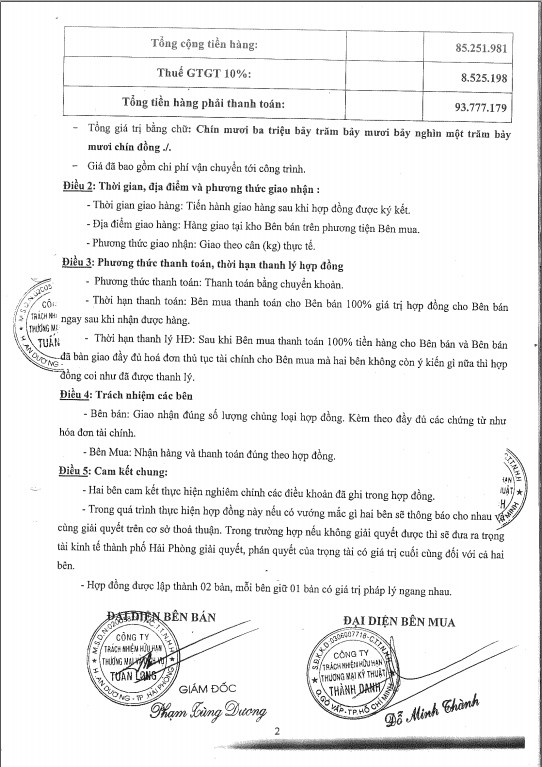 Tổng cộng tiền hàng: 85.251.981
Thuế GTGT 10%: 8.525.198
Tổng tiền hàng phải thanh toán: 93.777.179
– Tổng giá trị bằng chữ: Chín mươi ba triệu bảy trăm bảy mươi bảy nghìn một trăm bảy
mươi chín đồng ./.
– Giá đã bao gồm chi phí vận chuyển tới công trình.
Điều 2: Thời gian, địa điểm và phương thức giao nhận :
- Thời gian giao hàng: Tiến hành giao hàng sau khi hợp đồng được ký kết.
- Địa điểm giao hàng: Hàng giao tại kho Bên bán trên phương tiện Bên mua.
- Phương thức giao nhận: Giao theo cân (kg) thực tế.
Điều 3: Phương thức thanh toán, thời hạn thanh lý hợp đồng
- Phương thức thanh toán: Thanh toán bằng chuyển khoản.
- Thời hạn thanh toán: Bên mua thanh toán cho Bên bán 100% giá trị hợp đồng cho Bên bán
ngay sau khi nhận được hàng.
- Thời hạn thanh lý HĐ: Sau khi Bên mua thanh toán 100% tiền hàng cho Bên bán và Bên bán
đã bàn giao đầy đủ hoá đơn thủ tục tài chính cho Bên mua mà hai bên không còn ý kiến gì nữa thì hợp
đồng coi như đã được thanh lý.
Điều 4: Trách nhiệm các bên
- Bên bán: Giao nhận đúng số lượng chủng loại hợp đồng. Kèm theo đầy đủ các chứng từ như
hóa đơn tài chính.
- Bên Mua: Nhận hàng và thanh toán đúng theo hợp đồng.
Điều 5: Cam kết chung:
- Hai bên cam kết thực hiện nghiêm chỉnh các điều khoản đã ghi trong hợp đồng.
- Trong quá trình thực hiện hợp đồng này nếu có vướng mắc gì hai bên sẽ thông báo cho nhau và
cùng giải quyết trên cơ sở thoả thuận. Trong trường hợp nếu không giải quyết được thì sẽ đưa ra trọng
tài kinh tế thành phố Hải Phòng giải quyết, phán quyết của trọng tài có giá trị cuối cùng đối với cả hai
bên.
- Hợp đồng được lập thành 02 bản, mỗi bên giữ 01 bản có giá trị pháp lý ngang nhau.
ĐẠI DIỆN BÊN BÁN
ĐẠI DIỆN BÊN MUA
CÔNG TY
TRÁCH NHIỆM HỮU HẠN
TUẤN LONG
GIÁM ĐỐC
Phạm Tùng Dương
S.Đ.K.K.D:0306007718-C.T.T.N.H.H
CÔNG TY
TRÁCH NHIỆM HỮU HẠN
THƯƠNG MẠI KỸ THUẬT
THÀNH DANH
Q.GÒ VẤP-TP.HỒ CHÍ MINH
Đỗ Minh Thành
2